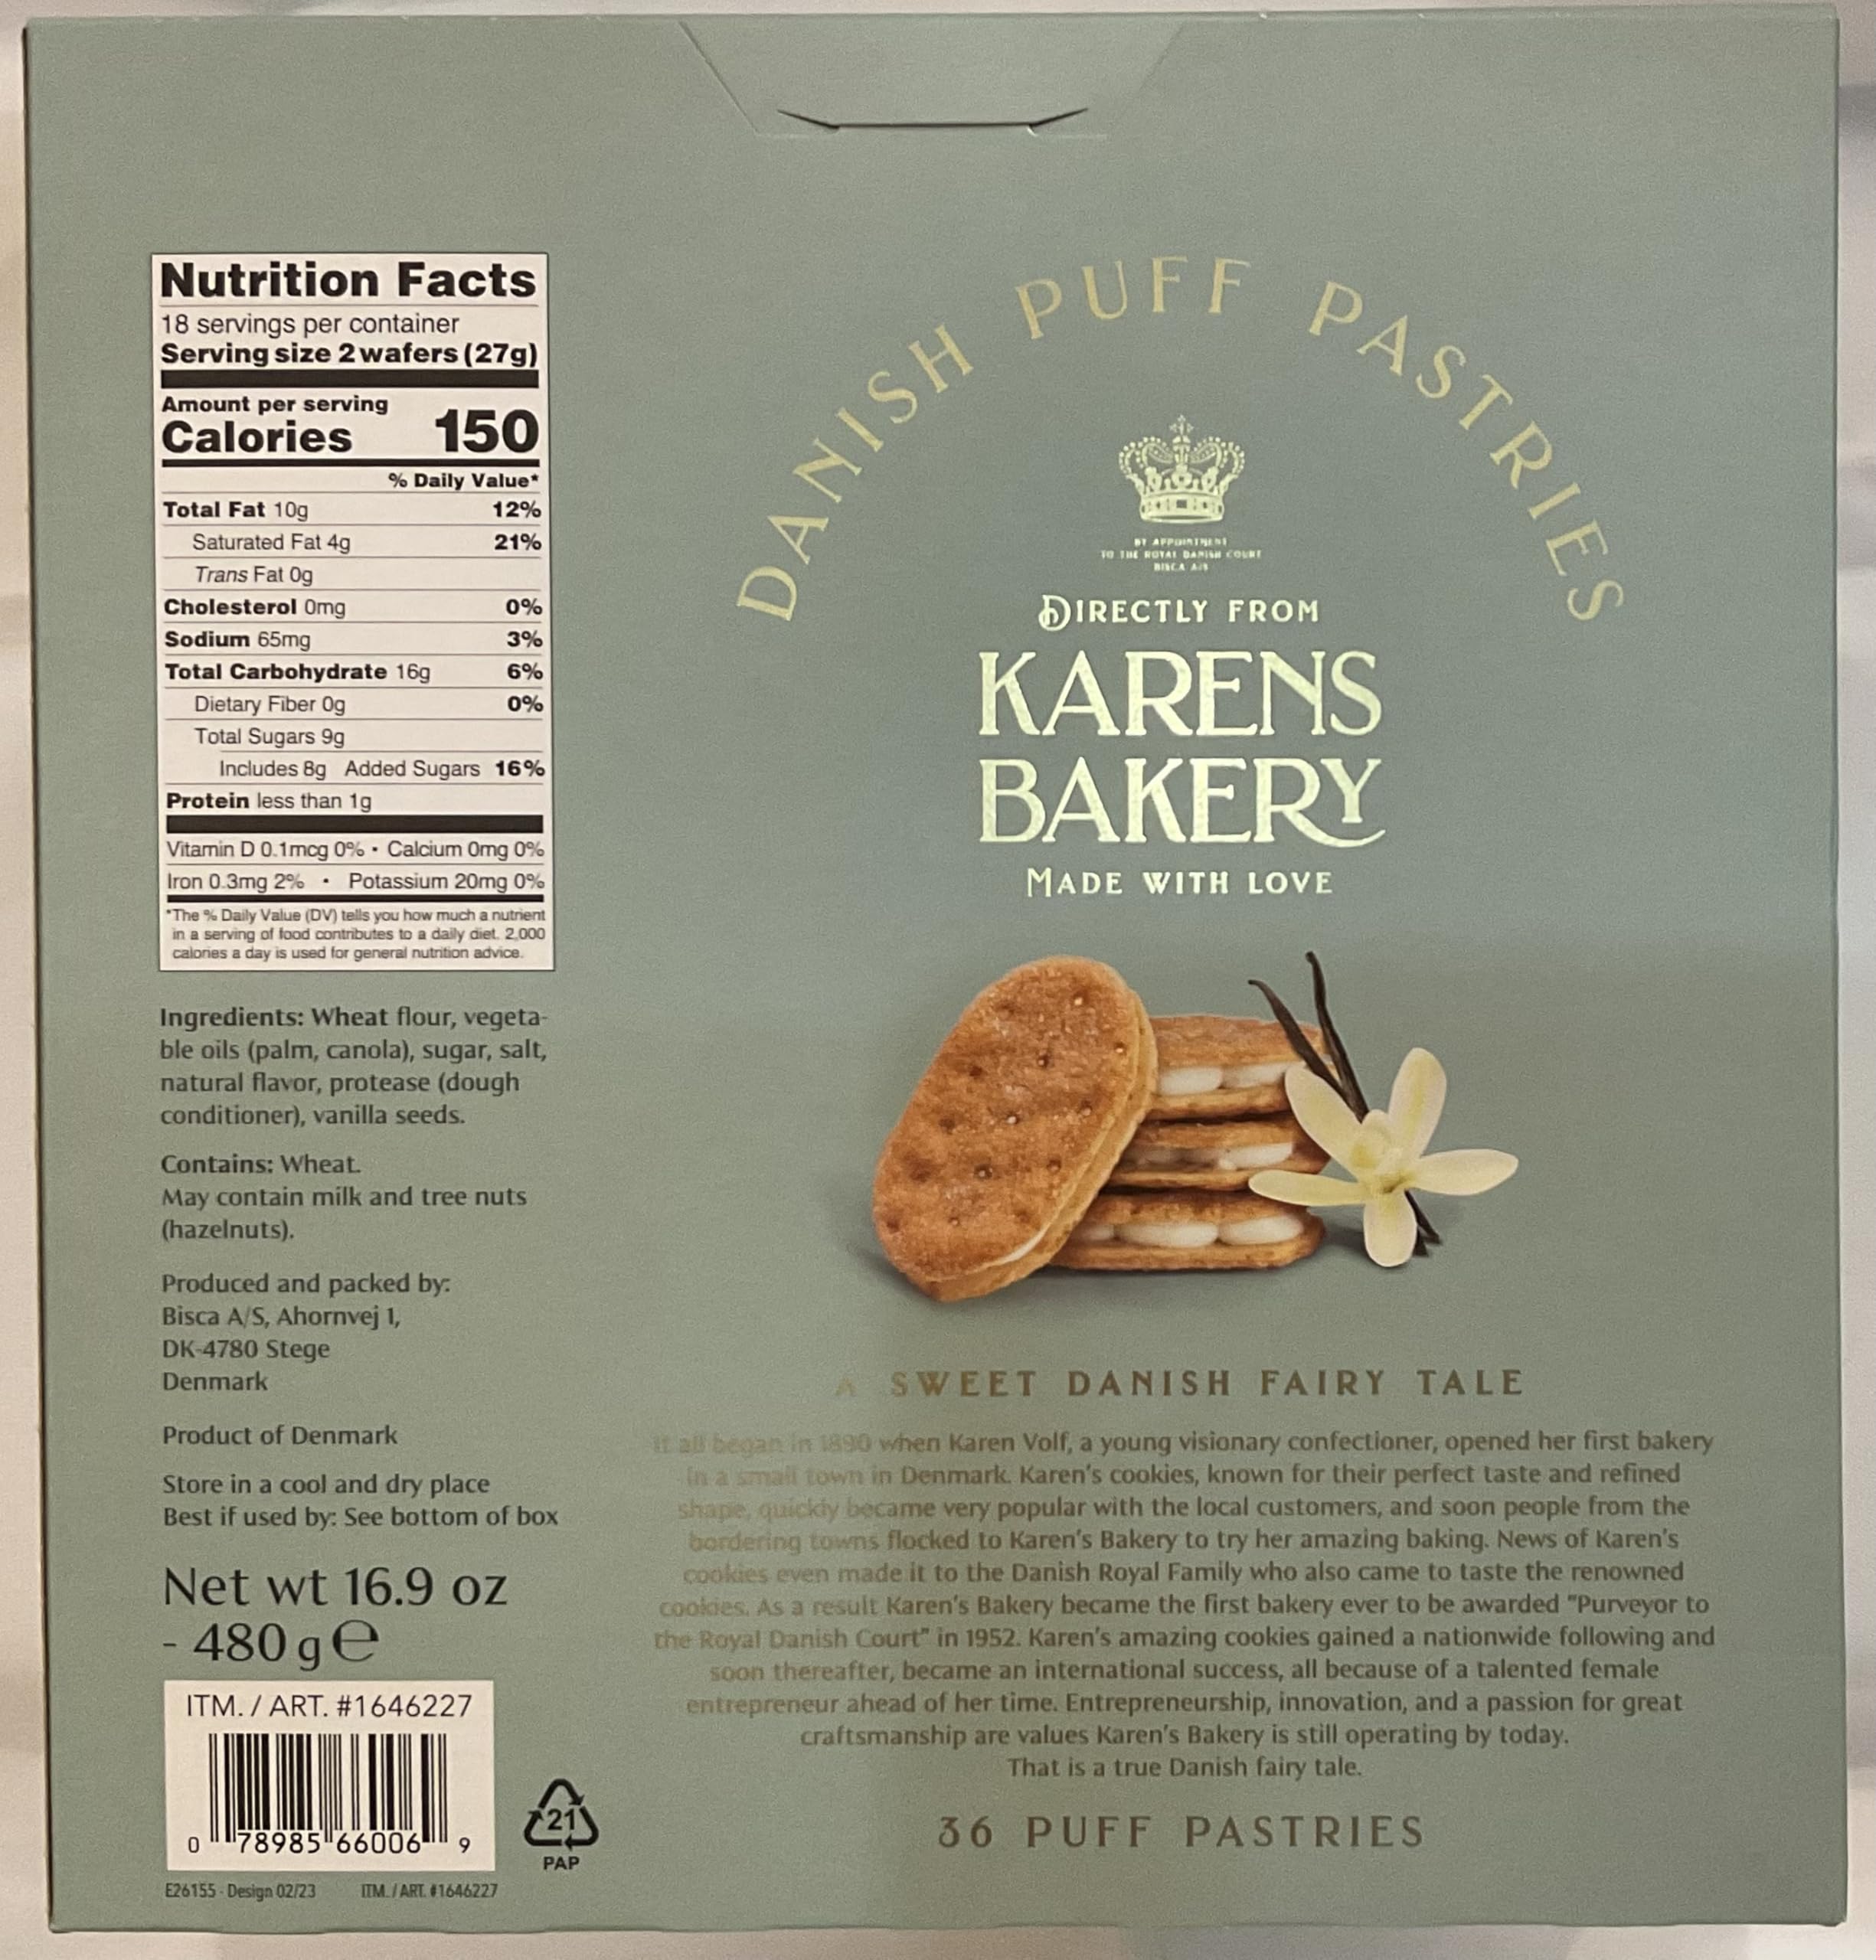 Nutrition Facts
18 servings per container
Serving size 2 wafers (27g)
Amount per serving
Calories 150
% Daily Value*
Total Fat 10g 12%
Saturated Fat 4g 21%
Trans Fat 0g
Cholesterol 0mg 0%
Sodium 65mg 3%
Total Carbohydrate 16g 6%
Dietary Fiber 0g 0%
Total Sugars 9g
Includes 8g Added Sugars 16%
Protein less than 1g
Vitamin D 0.1mcg 0% • Calcium 0mg 0%
Iron 0.3mg 2% • Potassium 20mg 0%
*The % Daily Value (DV) tells you how much a nutrient
in a serving of food contributes to a daily diet. 2,000
calories a day is used for general nutrition advice.
Ingredients: Wheat flour, vegeta-
ble oils (palm, canola), sugar, salt,
natural flavor, protease (dough
conditioner), vanilla seeds.
Contains: Wheat.
May contain milk and tree nuts
(hazelnuts).
Produced and packed by:
Bisca A/S, Ahornvej 1,
DK-4780 Stege
Denmark
Product of Denmark
Store in a cool and dry place
Best if used by: See bottom of box
Net wt 16.9 oz
- 480 g e
ITM. / ART. #1646227
0 78985 66006 9
E26155 - Design 02/23 ITM. / ART. #1646227
21
PAP
DANISH PUFF PASTRIES
BY APPOINTMENT
TO THE ROYAL DANISH COURT
BISCA A/S
DIRECTLY FROM
KARENS
BAKERY
MADE WITH LOVE
A SWEET DANISH FAIRY TALE
It all began in 1890 when Karen Volf, a young visionary confectioner, opened her first bakery
in a small town in Denmark. Karen's cookies, known for their perfect taste and refined
shape, quickly became very popular with the local customers, and soon people from the
bordering towns flocked to Karen's Bakery to try her amazing baking. News of Karen's
cookies even made it to the Danish Royal Family who also came to taste the renowned
cookies. As a result Karen's Bakery became the first bakery ever to be awarded "Purveyor to
the Royal Danish Court" in 1952. Karen's amazing cookies gained a nationwide following and
soon thereafter, became an international success, all because of a talented female
entrepreneur ahead of her time. Entrepreneurship, innovation, and a passion for great
craftsmanship are values Karen's Bakery is still operating by today.
That is a true Danish fairy tale.
36 PUFF PASTRIES